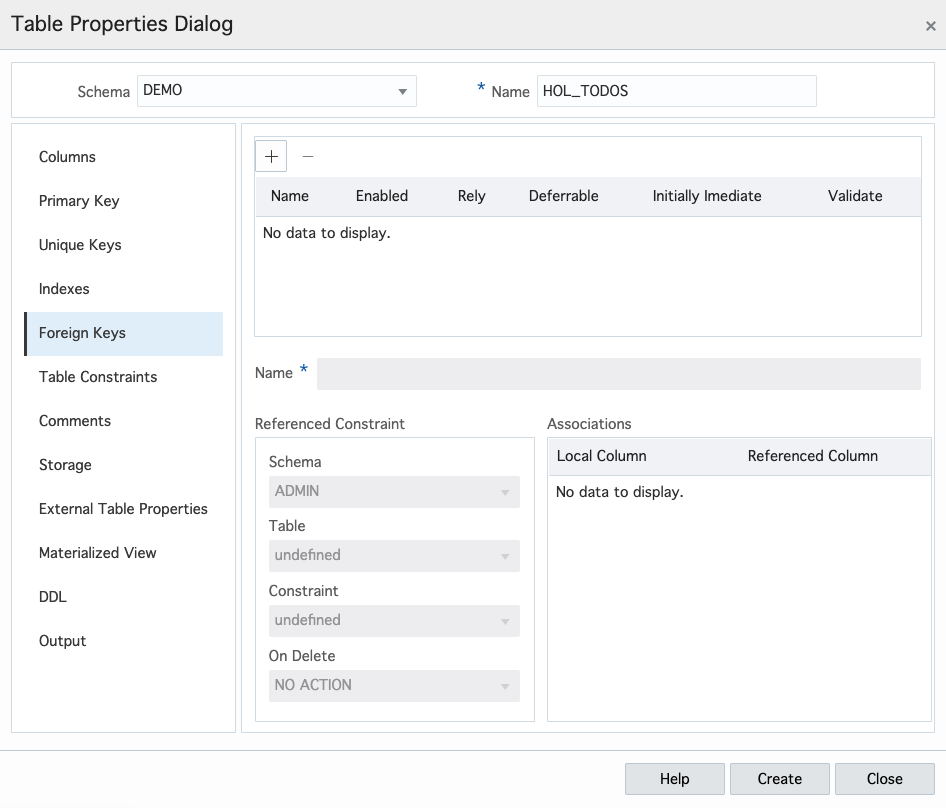 Table Properties Dialog ×
Schema DEMO * Name HOL_TODOS
Columns
Primary Key
Unique Keys
Indexes
Foreign Keys
Table Constraints
Comments
Storage
External Table Properties
Materialized View
DDL
Output
+ −
Name Enabled Rely Deferrable Initially Imediate Validate
No data to display.
Name *
Referenced Constraint
Schema
ADMIN
Table
undefined
Constraint
undefined
On Delete
NO ACTION
Associations
Local Column Referenced Column
No data to display.
Help Create Close